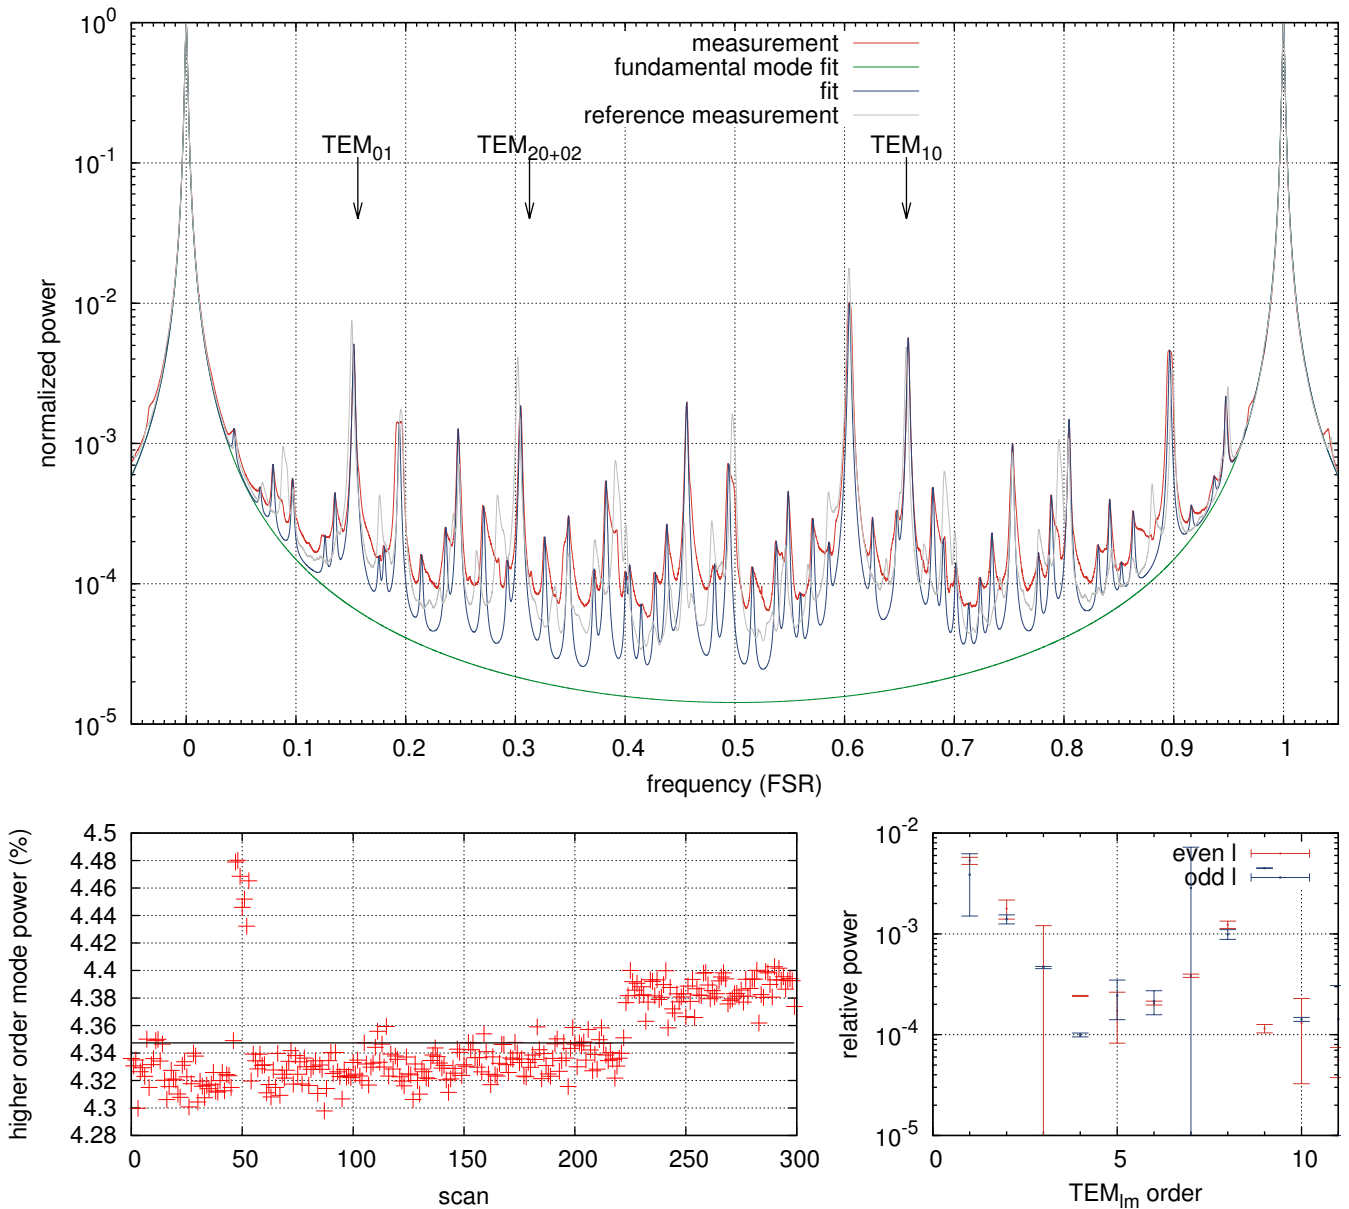 10^0
10^-1
10^-2
10^-3
10^-4
10^-5
normalized power
measurement
fundamental mode fit
fit
reference measurement
TEM_01
TEM_20+02
TEM_10
0 0.1 0.2 0.3 0.4 0.5 0.6 0.7 0.8 0.9 1
frequency (FSR)
higher order mode power (%)
4.5
4.48
4.46
4.44
4.42
4.4
4.38
4.36
4.34
4.32
4.3
4.28
0 50 100 150 200 250 300
scan
relative power
10^-2
10^-3
10^-4
10^-5
even l
odd l
0 5 10
TEM_lm order